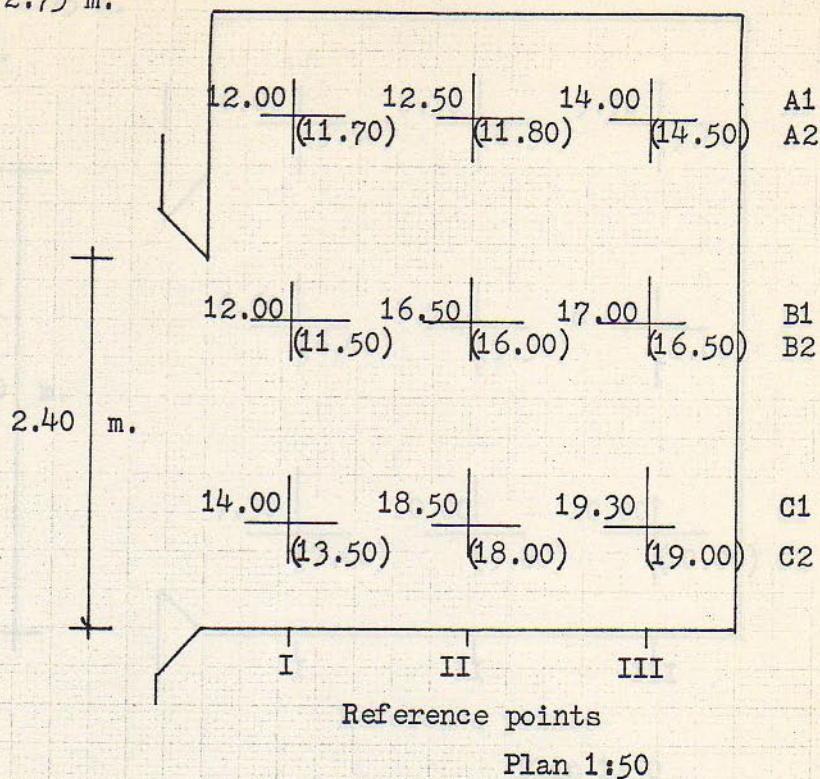 2.75 m.
12.00 12.50 14.00 A1
(11.70) (11.80) (14.50) A2
12.00 16.50 17.00 B1
(11.50) (16.00) (16.50) B2
2.40 m.
14.00 18.50 19.30 C1
(13.50) (18.00) (19.00) C2
I II III
Reference points
Plan 1:50